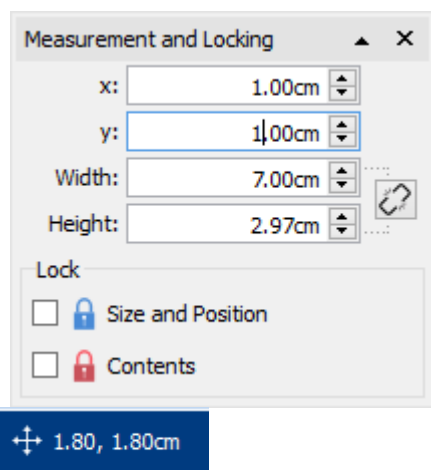 Measurement and Locking
x: 1.00cm
y: 1.00cm
Width: 7.00cm
Height: 2.97cm
Lock
Size and Position
Contents
1.80, 1.80cm